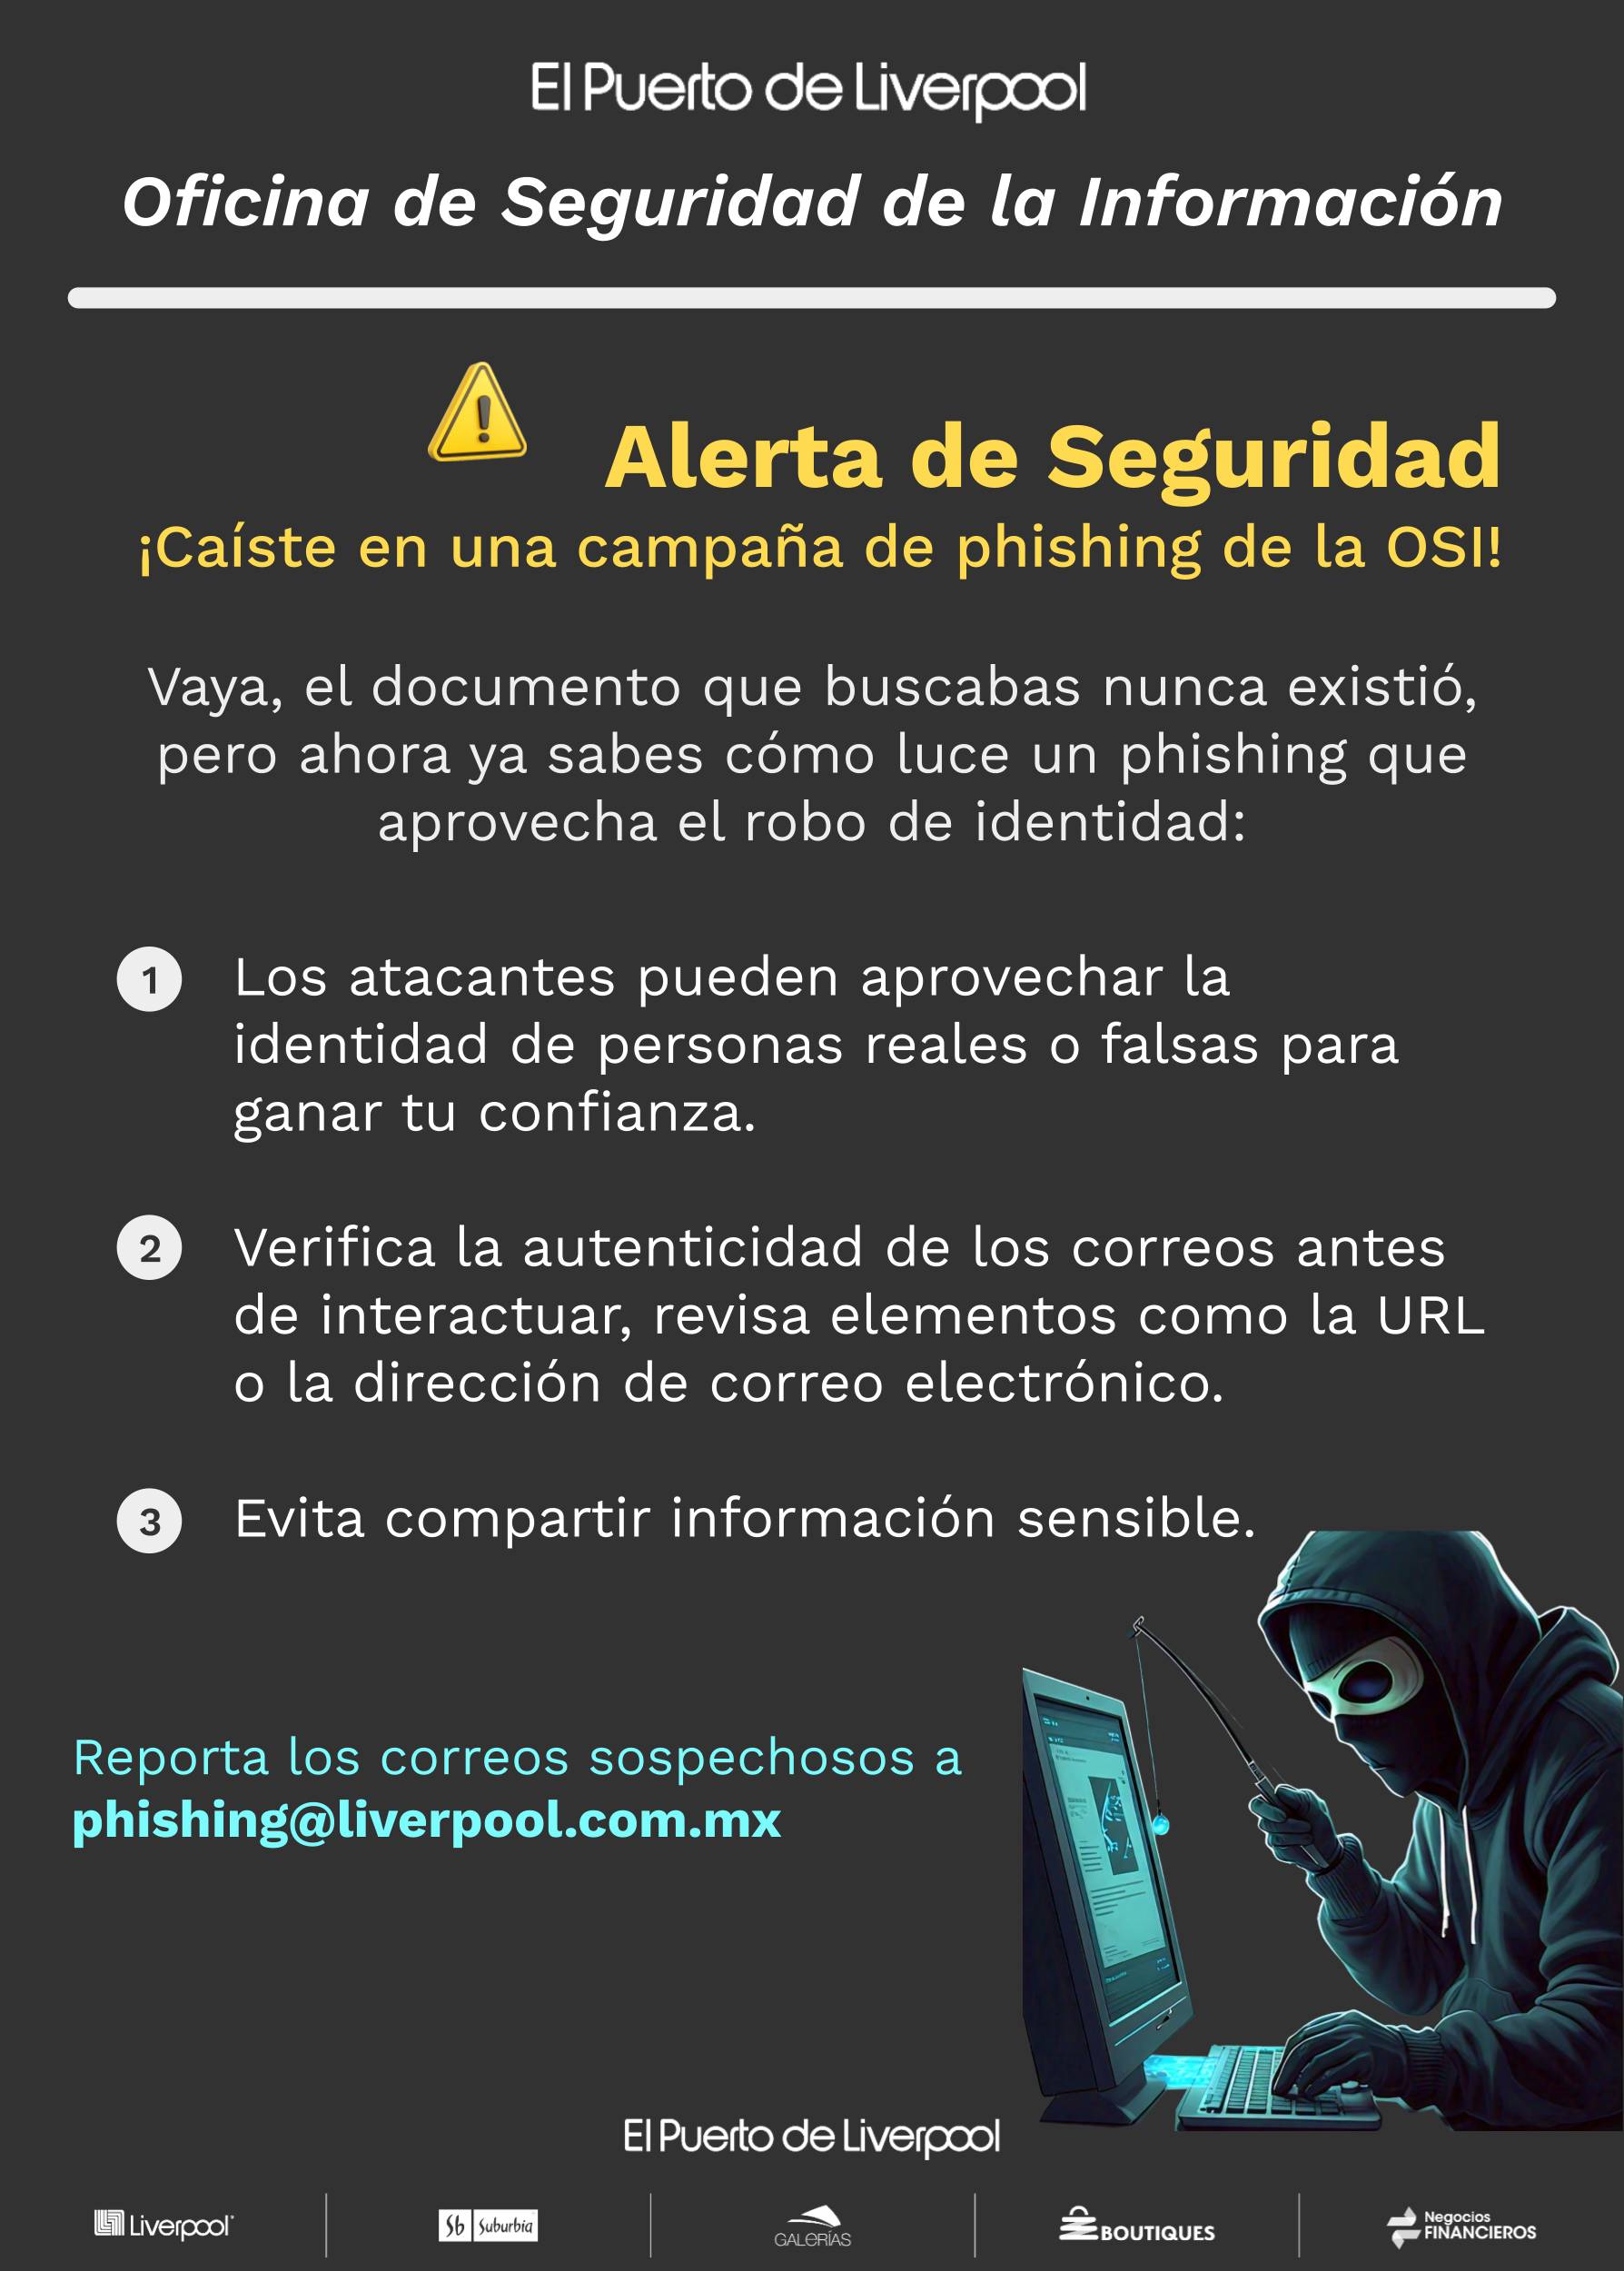 El Puerto de Liverpool
Oficina de Seguridad de la Información
Alerta de Seguridad
¡Caíste en una campaña de phishing de la OSI!
Vaya, el documento que buscabas nunca existió,
pero ahora ya sabes cómo luce un phishing que
aprovecha el robo de identidad:
1 Los atacantes pueden aprovechar la
identidad de personas reales o falsas para
ganar tu confianza.
2 Verifica la autenticidad de los correos antes
de interactuar, revisa elementos como la URL
o la dirección de correo electrónico.
3 Evita compartir información sensible.
Reporta los correos sospechosos a
phishing@liverpool.com.mx
El Puerto de Liverpool
Liverpool
Sb Suburbia
GALERÍAS
BOUTIQUES
Negocios
FINANCIEROS